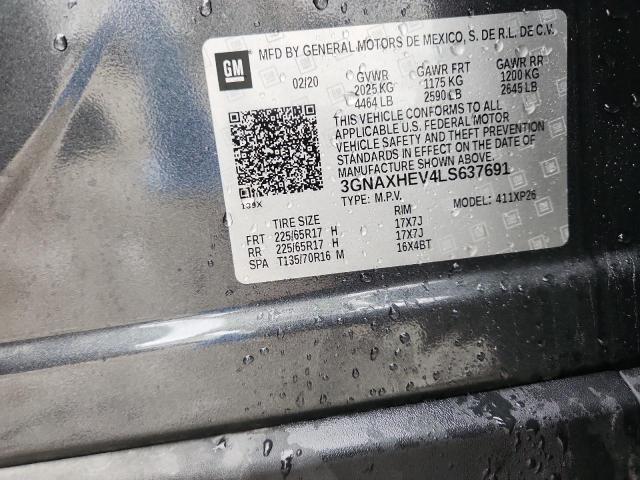 GM
MFD BY GENERAL MOTORS DE MEXICO, S. DE R.L. DE C.V.
02/20 GVWR GAWR FRT GAWR RR
2025 KG 1175 KG 1200 KG
4464 LB 2590 LB 2645 LB
THIS VEHICLE CONFORMS TO ALL
APPLICABLE U.S. FEDERAL MOTOR
VEHICLE SAFETY AND THEFT PREVENTION
STANDARDS IN EFFECT ON THE DATE OF
MANUFACTURE SHOWN ABOVE.
3GNAXHEV4LS637691
TYPE: M.P.V. MODEL: 411XP26
TIRE SIZE RIM
FRT 225/65R17 H 17X7J
RR 225/65R17 H 17X7J
SPA T135/70R16 M 16X4BT